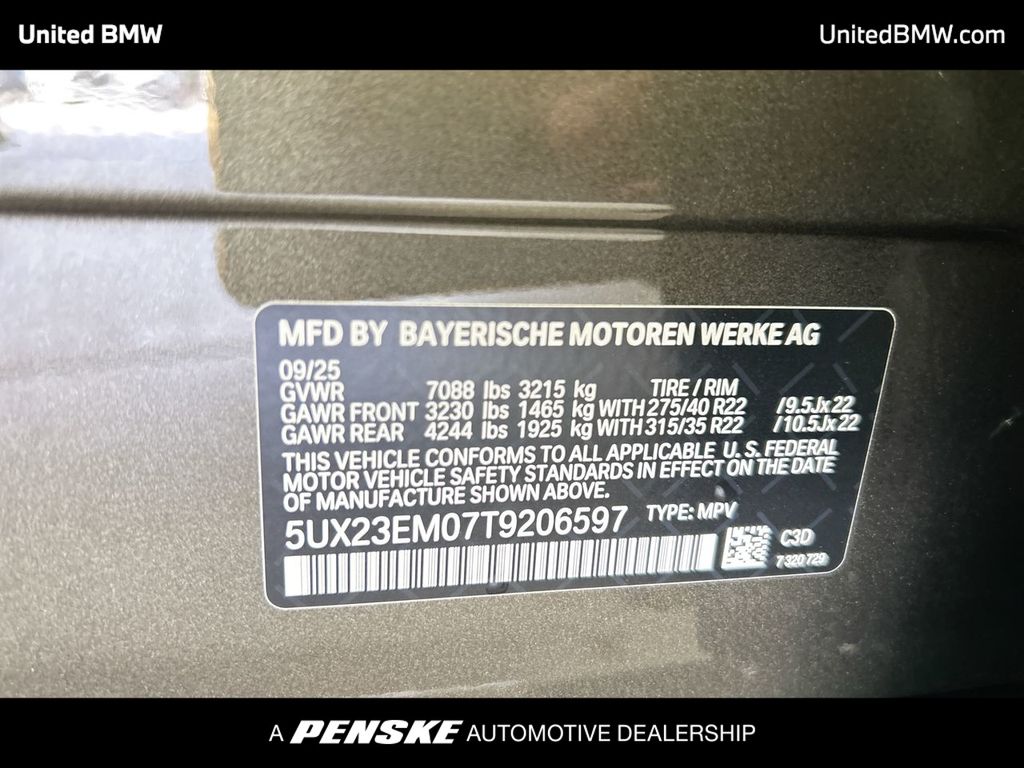 United BMW
UnitedBMW.com
MFD BY BAYERISCHE MOTOREN WERKE AG
09/25
GVWR 7088 lbs 3215 kg TIRE / RIM
GAWR FRONT 3230 lbs 1465 kg WITH 275/40 R22 /9.5Jx22
GAWR REAR 4244 lbs 1925 kg WITH 315/35 R22 /10.5Jx22
THIS VEHICLE CONFORMS TO ALL APPLICABLE U. S. FEDERAL
MOTOR VEHICLE SAFETY STANDARDS IN EFFECT ON THE DATE
OF MANUFACTURE SHOWN ABOVE.
5UX23EM07T9206597 TYPE: MPV
C3D
7 320 729
A PENSKE AUTOMOTIVE DEALERSHIP